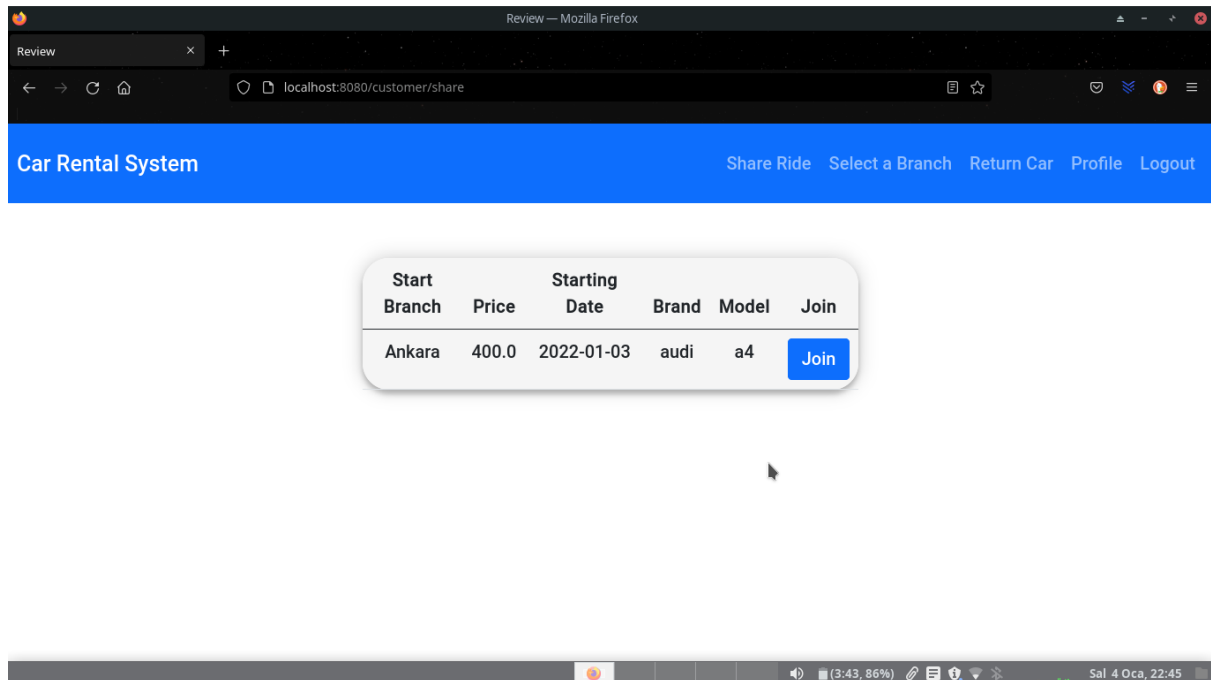 Review — Mozilla Firefox
Review
localhost:8080/customer/share
Car Rental System
Share Ride Select a Branch Return Car Profile Logout
Start Branch Price Starting Date Brand Model Join
Ankara 400.0 2022-01-03 audi a4 Join
(3:43, 86%) Sal 4 Oca, 22:45